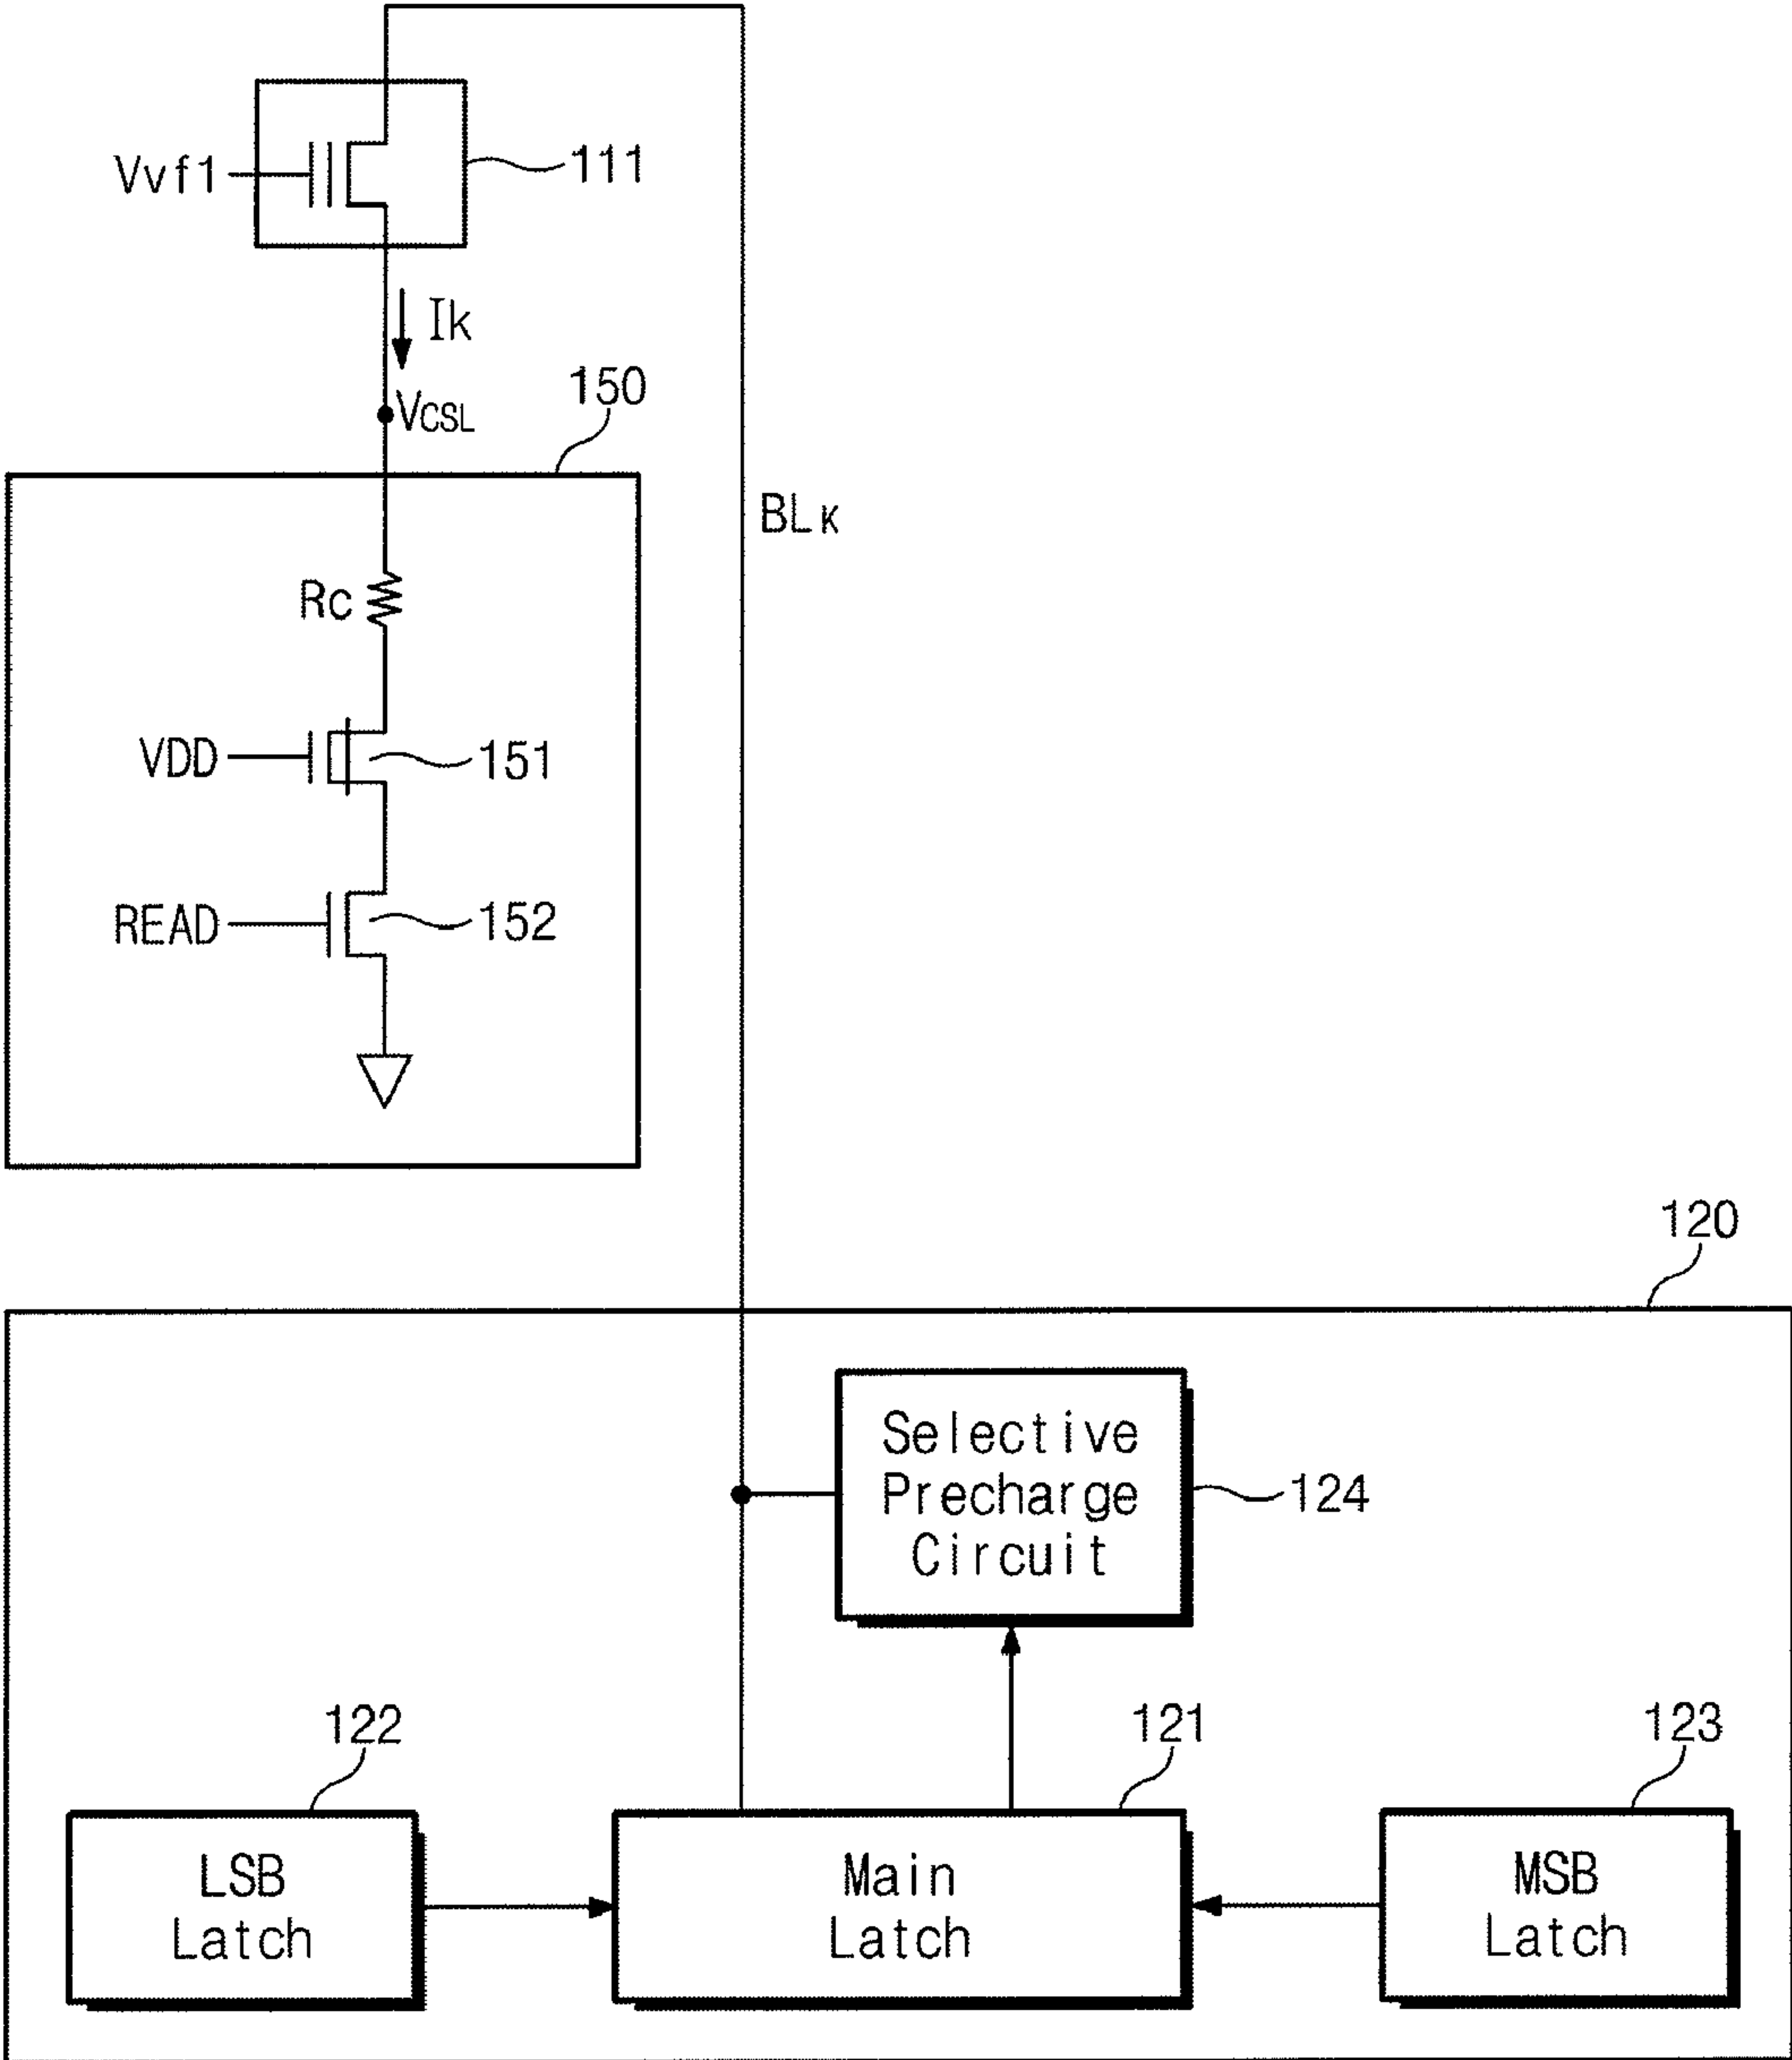 Vvf1
111
Ik
VCSL
150
BLK
Rc
VDD
151
READ
152
120
Selective
Precharge
Circuit
124
122
121
123
LSB
Latch
Main
Latch
MSB
Latch